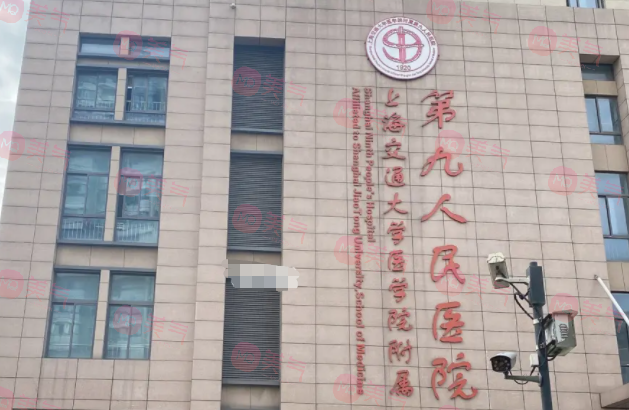 第九人民医院
上海交通大学医学院附属
Shanghai Ninth People's Hospital
Affiliated to Shanghai JiaoTong University School of Medicine
1920